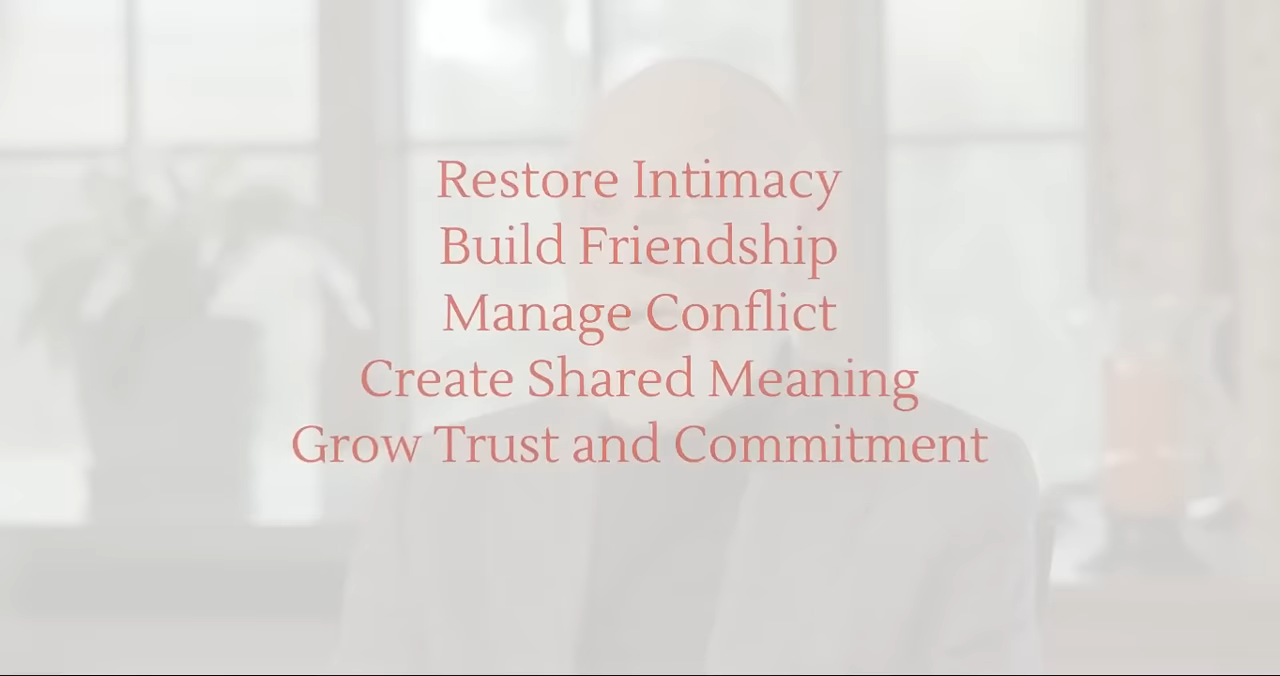 Restore Intimacy
Build Friendship
Manage Conflict
Create Shared Meaning
Grow Trust and Commitment